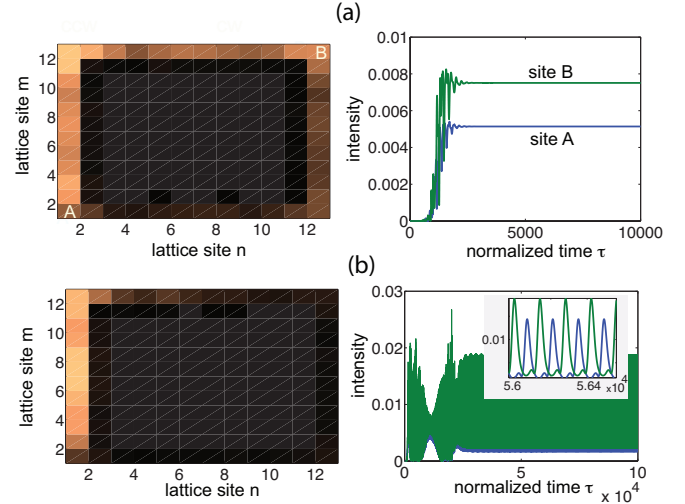 (a)
12
10
8
6
4
2
B
A
2 4 6 8 10 12
lattice site m
lattice site n
0.01
0.008
0.006
0.004
0.002
0
site B
site A
intensity
0 5000 10000
normalized time τ
(b)
12
10
8
6
4
2
2 4 6 8 10 12
lattice site m
lattice site n
0.03
0.02
0.01
0
intensity
0.01
5.6 5.64 x10⁴
0 5 10
normalized time τ
x 10⁴